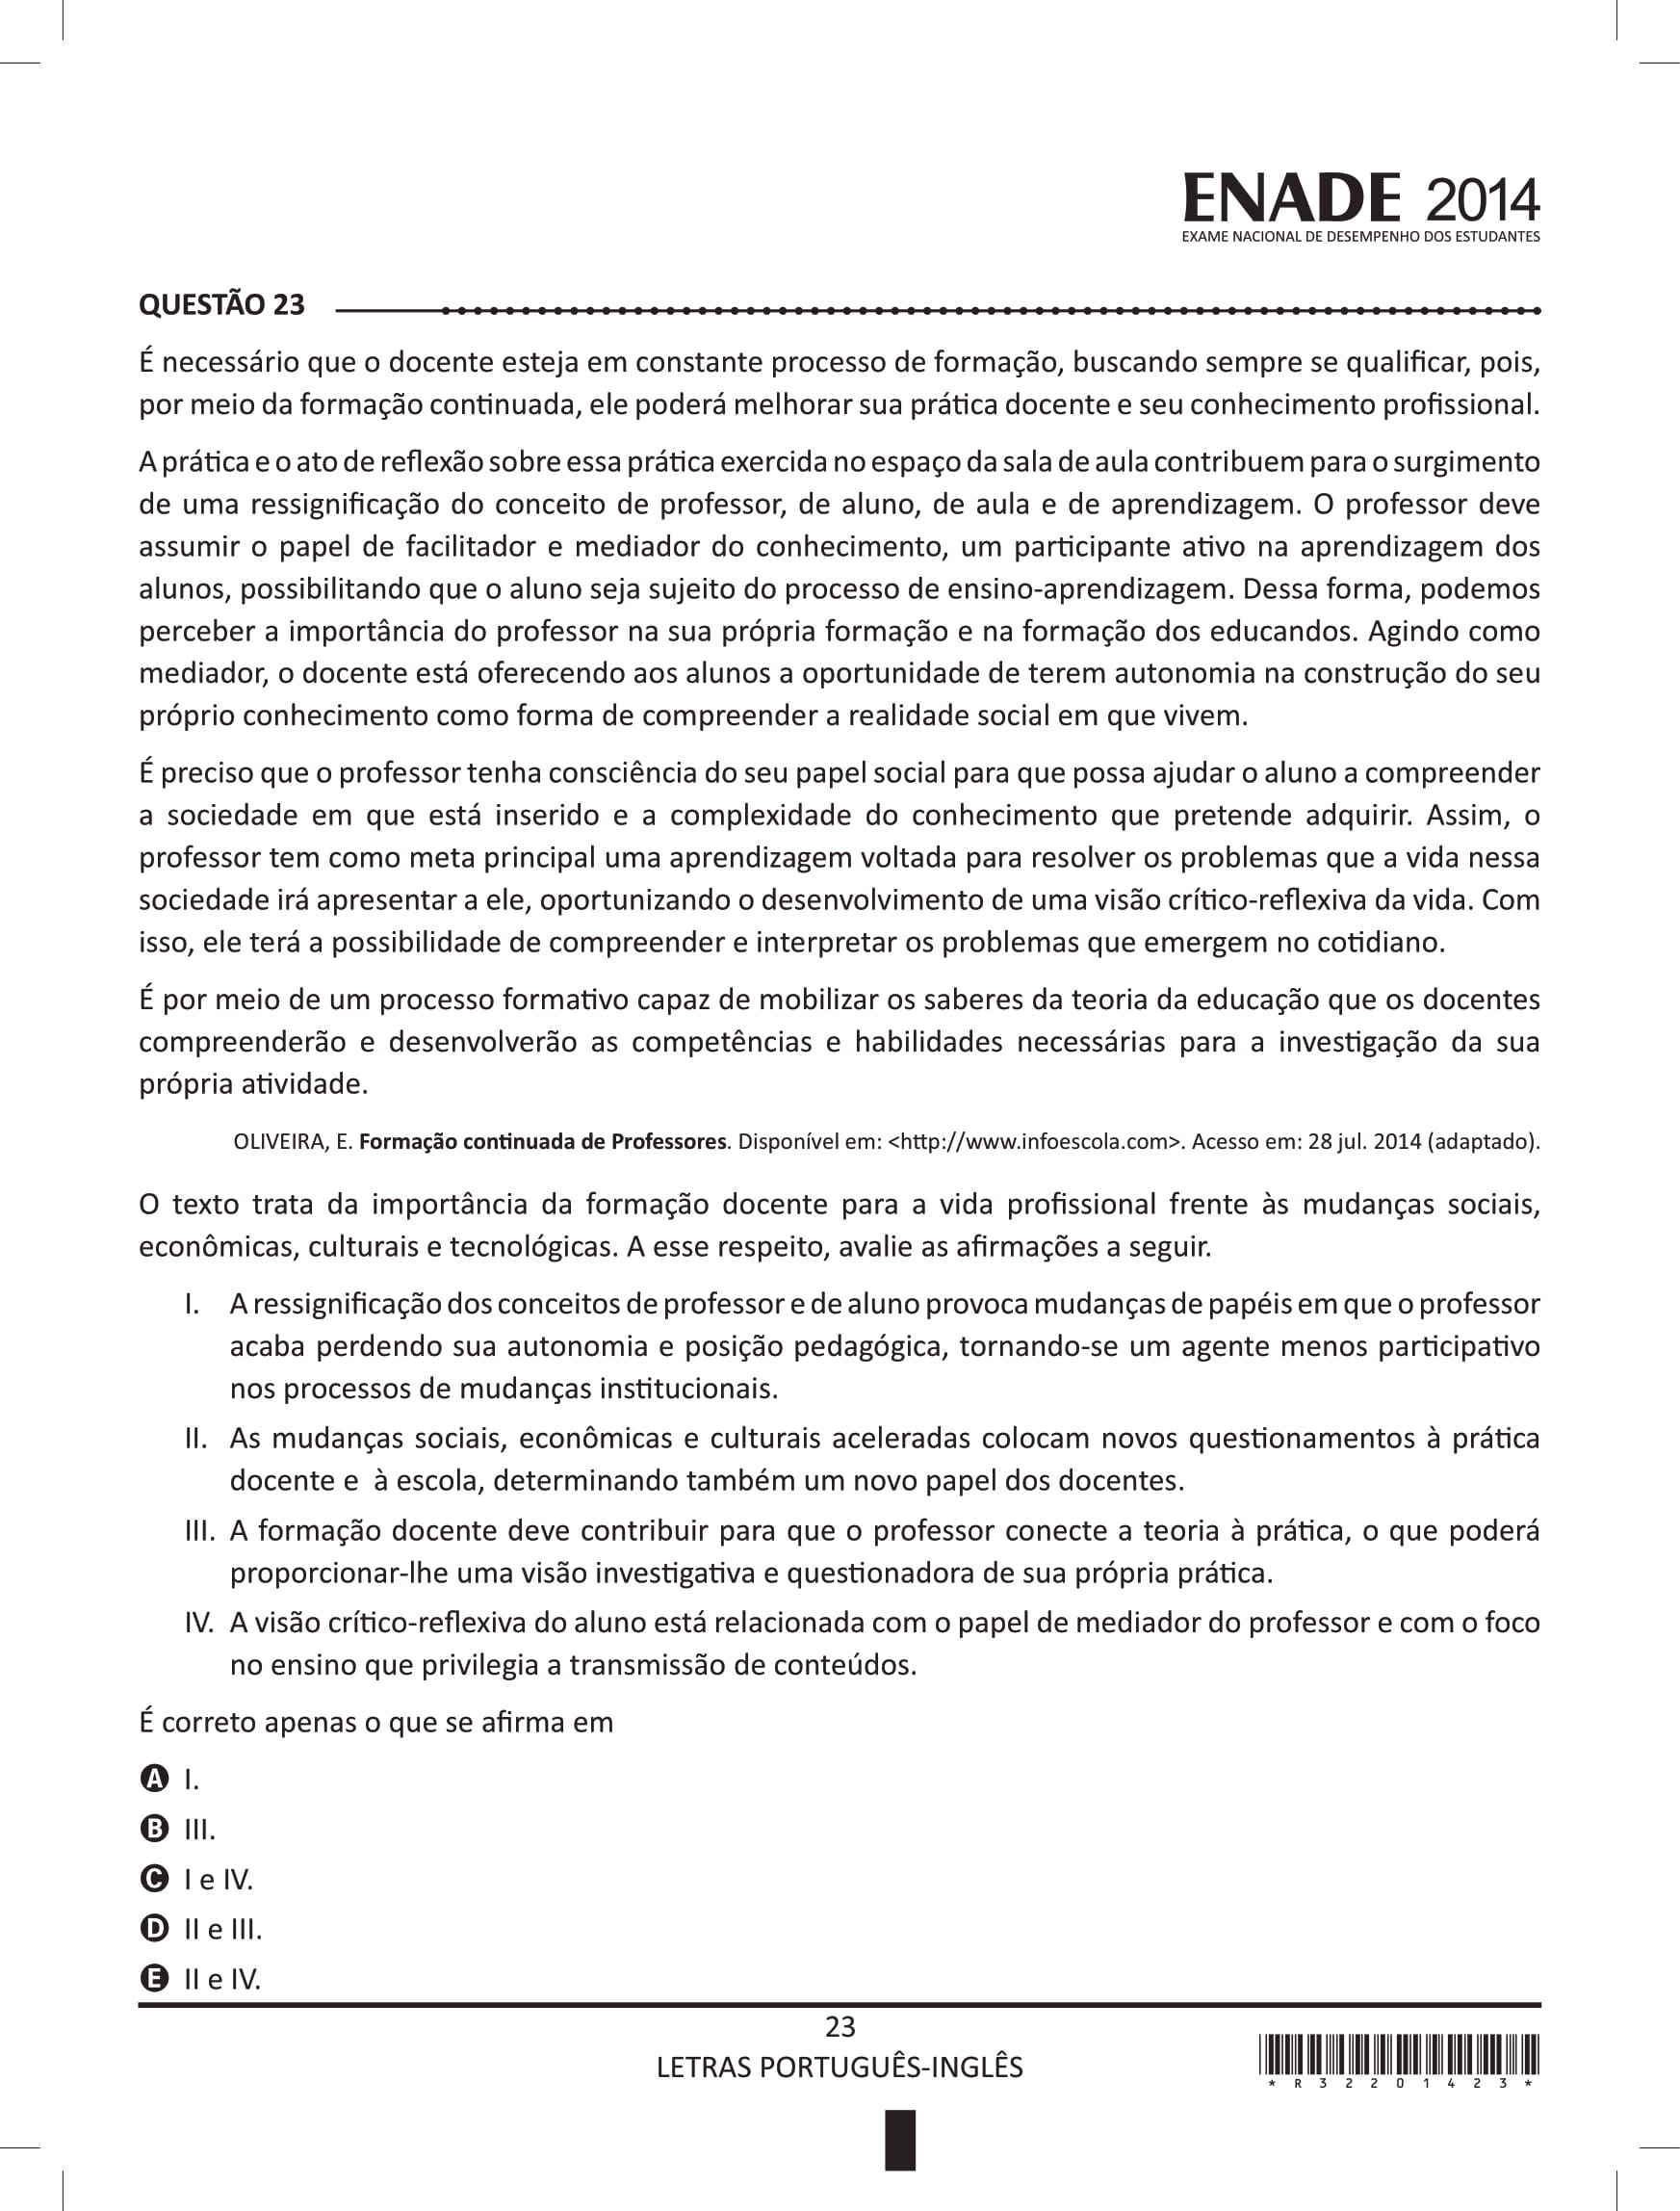 ENADE 2014
EXAME NACIONAL DE DESEMPENHO DOS ESTUDANTES
QUESTÃO 23
É necessário que o docente esteja em constante processo de formação, buscando sempre se qualificar, pois,
por meio da formação continuada, ele poderá melhorar sua prática docente e seu conhecimento profissional.
A prática e o ato de reflexão sobre essa prática exercida no espaço da sala de aula contribuem para o surgimento
de uma ressignificação do conceito de professor, de aluno, de aula e de aprendizagem. O professor deve
assumir o papel de facilitador e mediador do conhecimento, um participante ativo na aprendizagem dos
alunos, possibilitando que o aluno seja sujeito do processo de ensino-aprendizagem. Dessa forma, podemos
perceber a importância do professor na sua própria formação e na formação dos educandos. Agindo como
mediador, o docente está oferecendo aos alunos a oportunidade de terem autonomia na construção do seu
próprio conhecimento como forma de compreender a realidade social em que vivem.
É preciso que o professor tenha consciência do seu papel social para que possa ajudar o aluno a compreender
a sociedade em que está inserido e a complexidade do conhecimento que pretende adquirir. Assim, o
professor tem como meta principal uma aprendizagem voltada para resolver os problemas que a vida nessa
sociedade irá apresentar a ele, oportunizando o desenvolvimento de uma visão crítico-reflexiva da vida. Com
isso, ele terá a possibilidade de compreender e interpretar os problemas que emergem no cotidiano.
É por meio de um processo formativo capaz de mobilizar os saberes da teoria da educação que os docentes
compreenderão e desenvolverão as competências e habilidades necessárias para a investigação da sua
própria atividade.
OLIVEIRA, E. Formação continuada de Professores. Disponível em: <http://www.infoescola.com>. Acesso em: 28 jul. 2014 (adaptado).
O texto trata da importância da formação docente para a vida profissional frente às mudanças sociais,
econômicas, culturais e tecnológicas. A esse respeito, avalie as afirmações a seguir.
I. A ressignificação dos conceitos de professor e de aluno provoca mudanças de papéis em que o professor
acaba perdendo sua autonomia e posição pedagógica, tornando-se um agente menos participativo
nos processos de mudanças institucionais.
II. As mudanças sociais, econômicas e culturais aceleradas colocam novos questionamentos à prática
docente e à escola, determinando também um novo papel dos docentes.
III. A formação docente deve contribuir para que o professor conecte a teoria à prática, o que poderá
proporcionar-lhe uma visão investigativa e questionadora de sua própria prática.
IV. A visão crítico-reflexiva do aluno está relacionada com o papel de mediador do professor e com o foco
no ensino que privilegia a transmissão de conteúdos.
É correto apenas o que se afirma em
A I.
B III.
C I e IV.
D II e III.
E II e IV.
23
LETRAS PORTUGUÊS-INGLÊS
* R 3 2 2 0 1 4 2 3 *